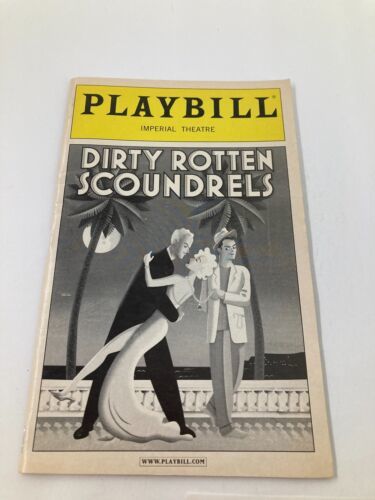 PLAYBILL®
IMPERIAL THEATRE
DIRTY ROTTEN
SCOUNDRELS
WWW.PLAYBILL.COM